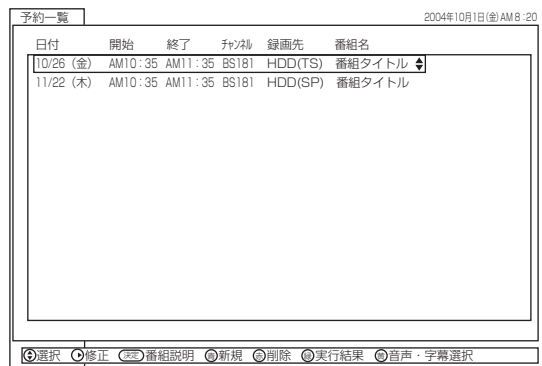 予約一覧 2004年10月1日(金)AM8:20
日付 開始 終了 チャンネル 録画先 番組名
10/26 (金) AM10:35 AM11:35 BS181 HDD(TS) 番組タイトル
11/22 (木) AM10:35 AM11:35 BS181 HDD(SP) 番組タイトル
選択 修正 決定 番組説明 青 新規 赤 削除 緑 実行結果 黄 音声・字幕選択